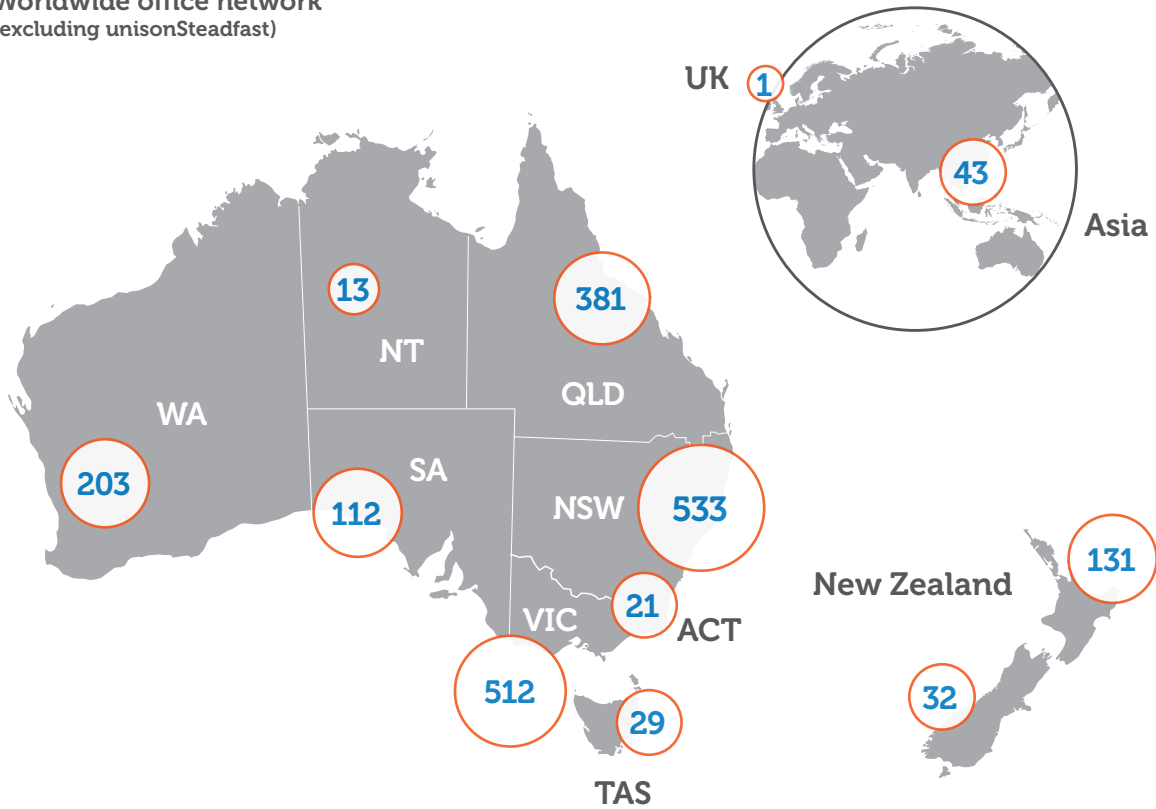 Worldwide office network
(excluding unisonSteadfast)
UK
1
43
Asia
13
381
NT
QLD
WA
203
SA
112
NSW
533
131
New Zealand
VIC
21
ACT
512
29
32
TAS